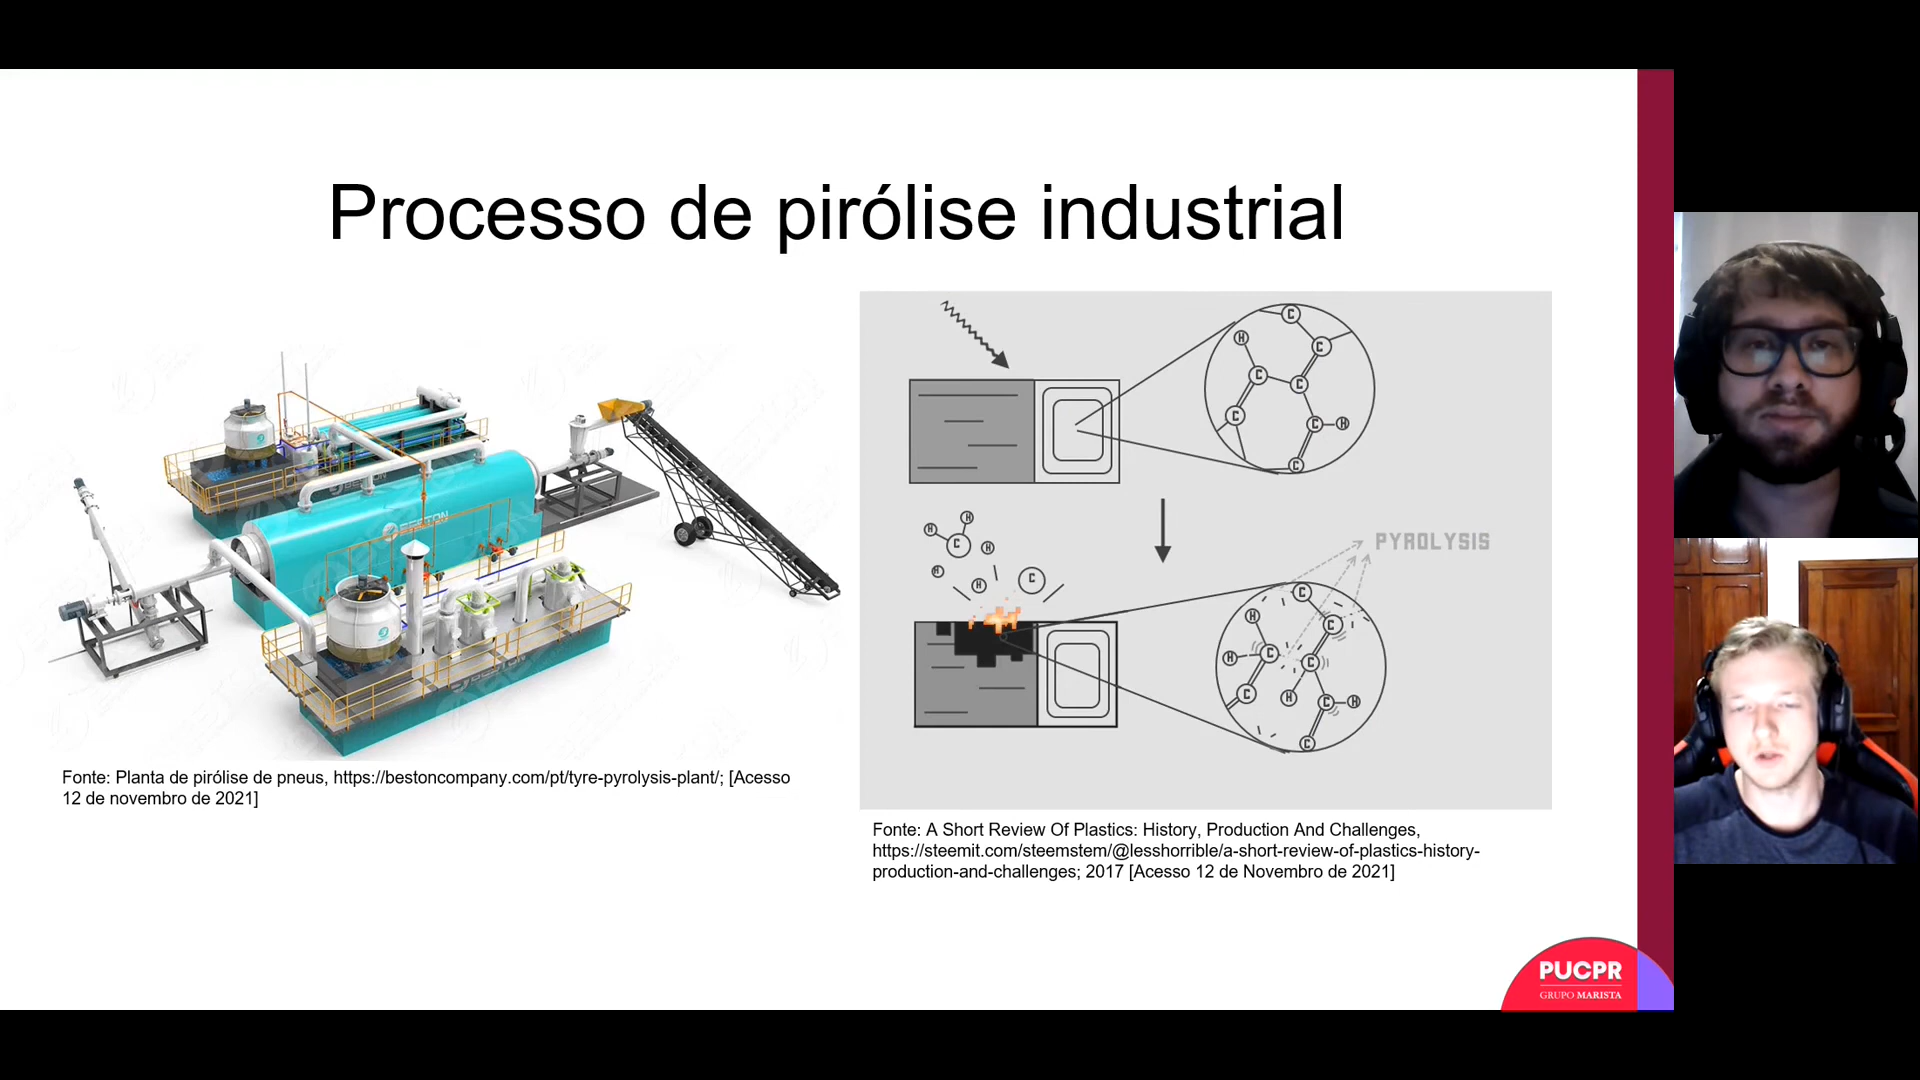 Processo de pirólise industrial
BESTON
PYROLYSIS
C
C
H
C
C
C
C
H
C
H
H
C
H
H
H
C
C
H
C
H
C
C
C
H
C
H
C
Fonte: Planta de pirólise de pneus, https://bestoncompany.com/pt/tyre-pyrolysis-plant/; [Acesso
12 de novembro de 2021]
Fonte: A Short Review Of Plastics: History, Production And Challenges,
https://steemit.com/steemstem/@lesshorrible/a-short-review-of-plastics-history-
production-and-challenges; 2017 [Acesso 12 de Novembro de 2021]
PUCPR
GRUPO MARISTA